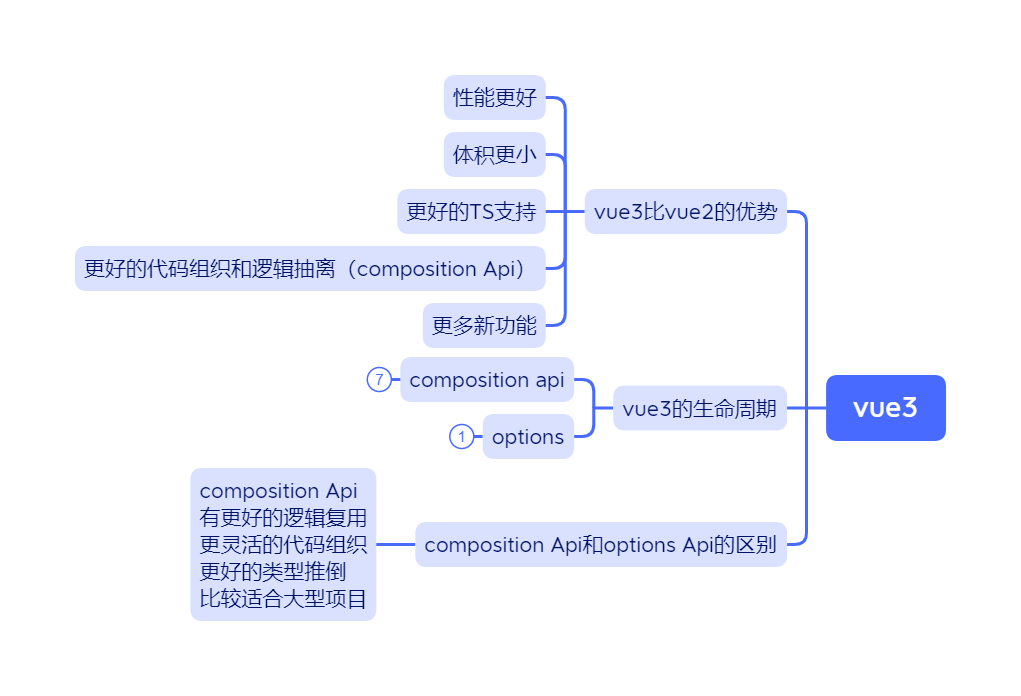 vue3
vue3比vue2的优势
性能更好
体积更小
更好的TS支持
更好的代码组织和逻辑抽离（composition Api）
更多新功能
vue3的生命周期
composition api
7
options
1
composition Api和options Api的区别
composition Api
有更好的逻辑复用
更灵活的代码组织
更好的类型推倒
比较适合大型项目